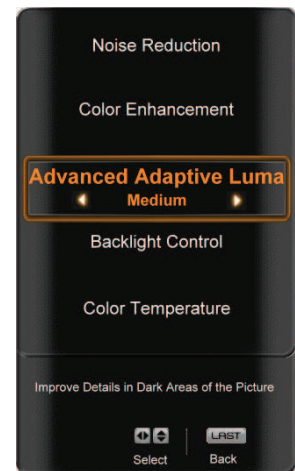 Noise Reduction
Color Enhancement
Advanced Adaptive Luma
Medium
Backlight Control
Color Temperature
Improve Details in Dark Areas of the Picture
LAST
Select Back